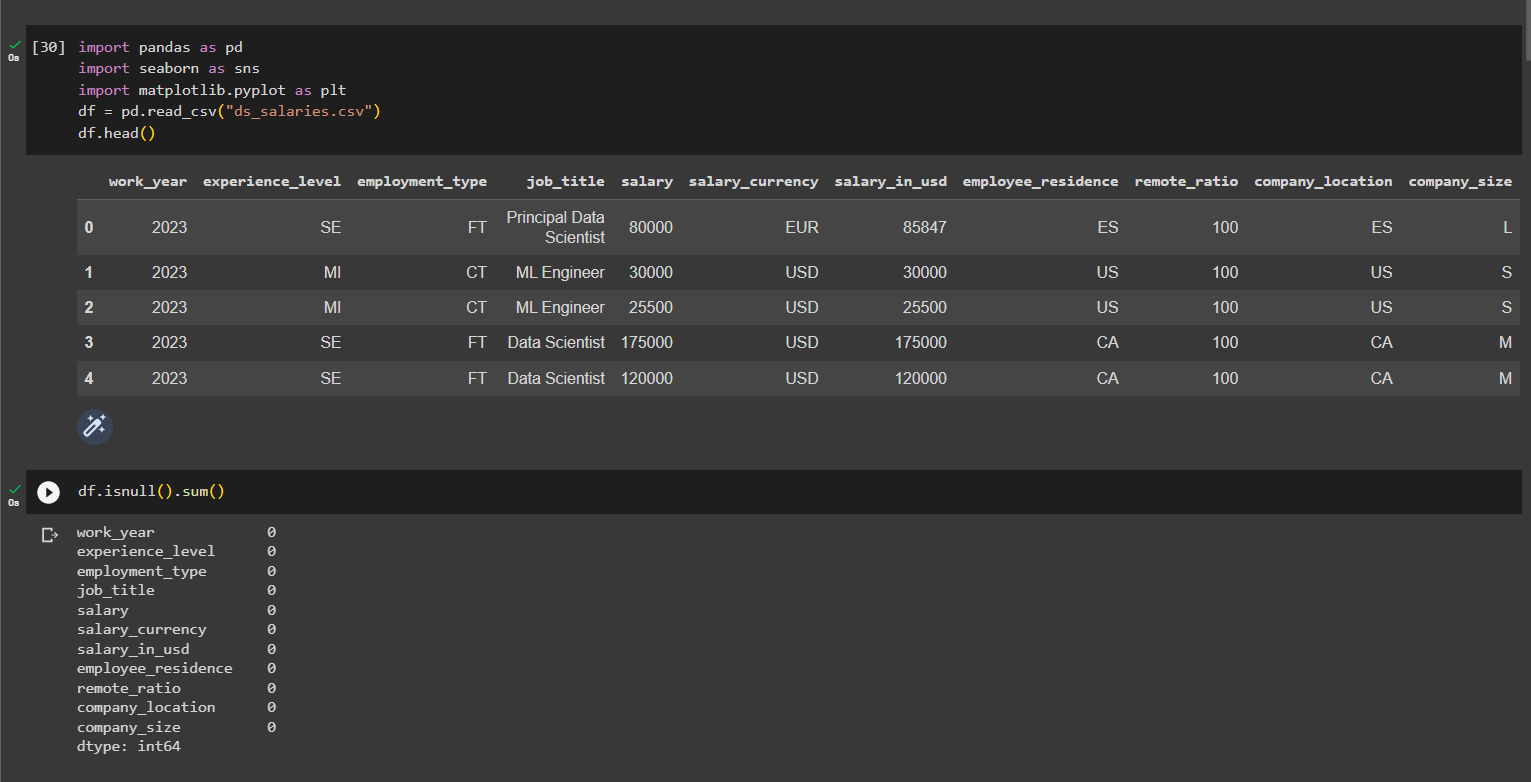 [30] import pandas as pd
0s import seaborn as sns
import matplotlib.pyplot as plt
df = pd.read_csv("ds_salaries.csv")
df.head()
work_year experience_level employment_type job_title salary salary_currency salary_in_usd employee_residence remote_ratio company_location company_size
0 2023 SE FT Principal Data Scientist 80000 EUR 85847 ES 100 ES L
1 2023 MI CT ML Engineer 30000 USD 30000 US 100 US S
2 2023 MI CT ML Engineer 25500 USD 25500 US 100 US S
3 2023 SE FT Data Scientist 175000 USD 175000 CA 100 CA M
4 2023 SE FT Data Scientist 120000 USD 120000 CA 100 CA M
0s df.isnull().sum()
work_year 0
experience_level 0
employment_type 0
job_title 0
salary 0
salary_currency 0
salary_in_usd 0
employee_residence 0
remote_ratio 0
company_location 0
company_size 0
dtype: int64